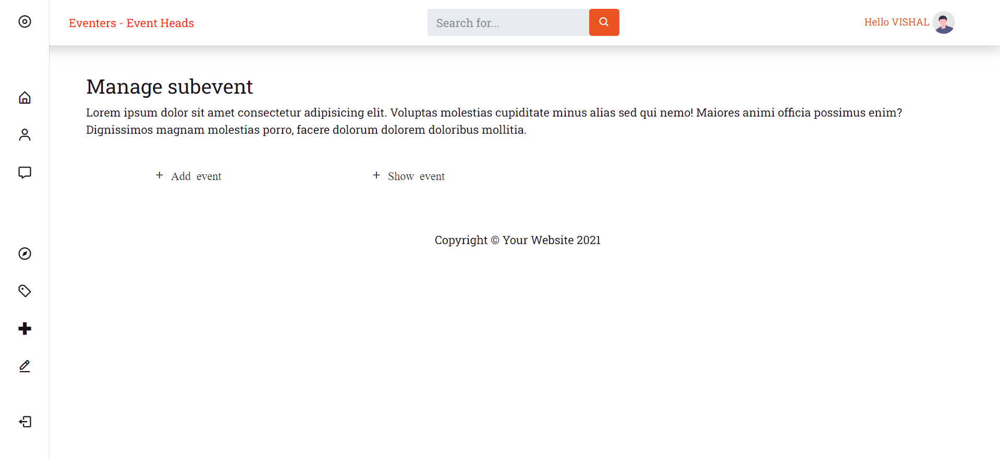 Eventers - Event Heads
Search for...
Hello VISHAL
Manage subevent
Lorem ipsum dolor sit amet consectetur adipisicing elit. Voluptas molestias cupiditate minus alias sed qui nemo! Maiores animi officia possimus enim?
Dignissimos magnam molestias porro, facere dolorum dolorem doloribus mollitia.
+ Add event
+ Show event
Copyright © Your Website 2021